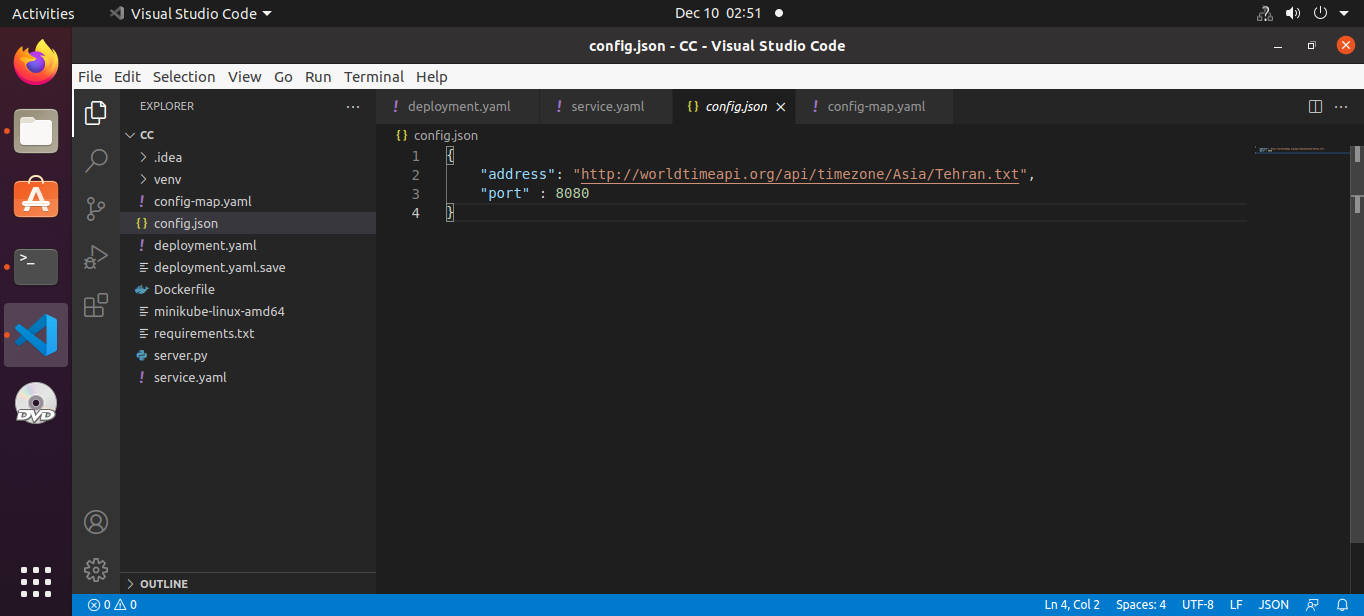 Activities Visual Studio Code Dec 10 02:51
config.json - CC - Visual Studio Code
File Edit Selection View Go Run Terminal Help
EXPLORER ... ! deployment.yaml ! service.yaml {} config.json ! config-map.yaml ...
CC
.idea
venv
! config-map.yaml
{} config.json
! deployment.yaml
deployment.yaml.save
Dockerfile
minikube-linux-amd64
requirements.txt
server.py
! service.yaml
OUTLINE
{} config.json
1 {
2 "address": "http://worldtimeapi.org/api/timezone/Asia/Tehran.txt",
3 "port" : 8080
4 }
>_
A
DVD
0 0 Ln 4, Col 2 Spaces: 4 UTF-8 LF JSON